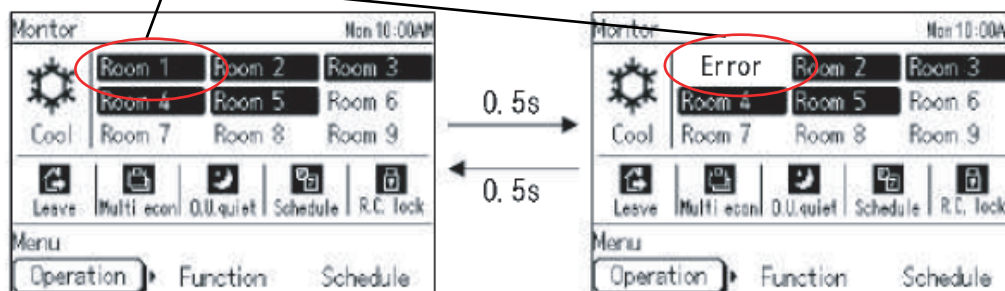 Monitor Mon 10:00AM
Room 1 Room 2 Room 3
Room 4 Room 5 Room 6
Cool Room 7 Room 8 Room 9
Leave Multi econ O.U.quiet Schedule R.C. lock
Menu
Operation Function Schedule
0. 5s
0. 5s
Monitor Mon 10:00A
Error Room 2 Room 3
Room 4 Room 5 Room 6
Cool Room 7 Room 8 Room 9
Leave Multi econ O.U.quiet Schedule R.C. lock
Menu
Operation Function Schedule